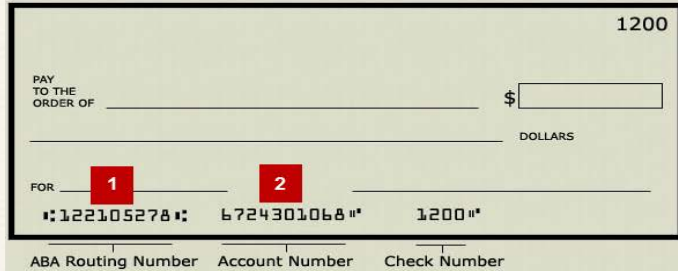 1200
PAY
TO THE
ORDER OF $
DOLLARS
FOR 1 2
⑆122105278⑆ 6724301068⑈ 1200⑈
ABA Routing Number Account Number Check Number